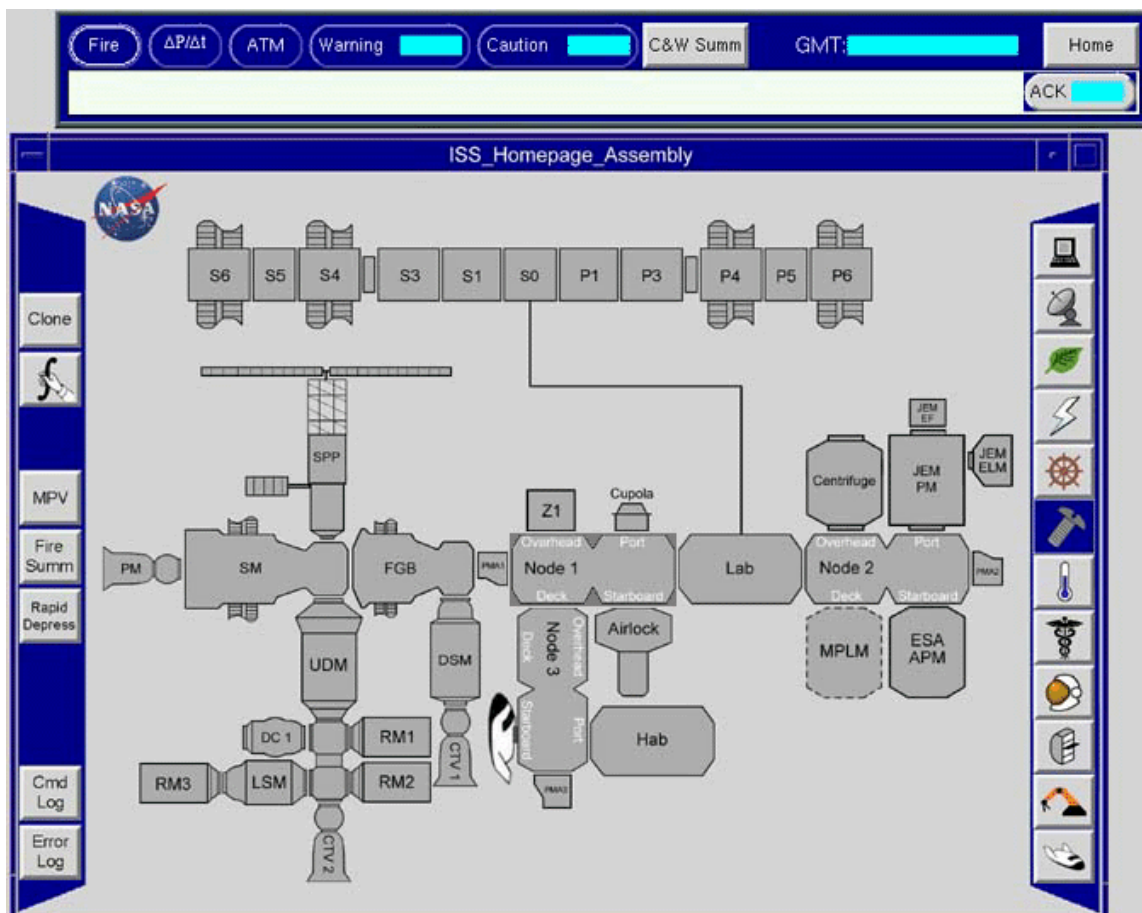 Fire
ΔP/Δt
ATM
Warning
Caution
C&W Summ
GMT:
Home
ACK
ISS_Homepage_Assembly
NASA
Clone
MPV
Fire
Summ
Rapid
Depress
Cmd
Log
Error
Log
S6
S5
S4
S3
S1
S0
P1
P3
P4
P5
P6
SPP
JEM
EF
JEM
PM
JEM
ELM
Centrifuge
Z1
Cupola
PM
SM
FGB
PMA1
Overhead
Port
Node 1
Deck
Starboard
Lab
Overhead
Port
Node 2
Deck
Starboard
PMA2
UDM
DSM
Deck
Node 3
Overhead
Starboard
Port
Airlock
MPLM
ESA
APM
DC 1
RM1
CTV 1
Hab
RM3
LSM
RM2
PMA3
CTV 2